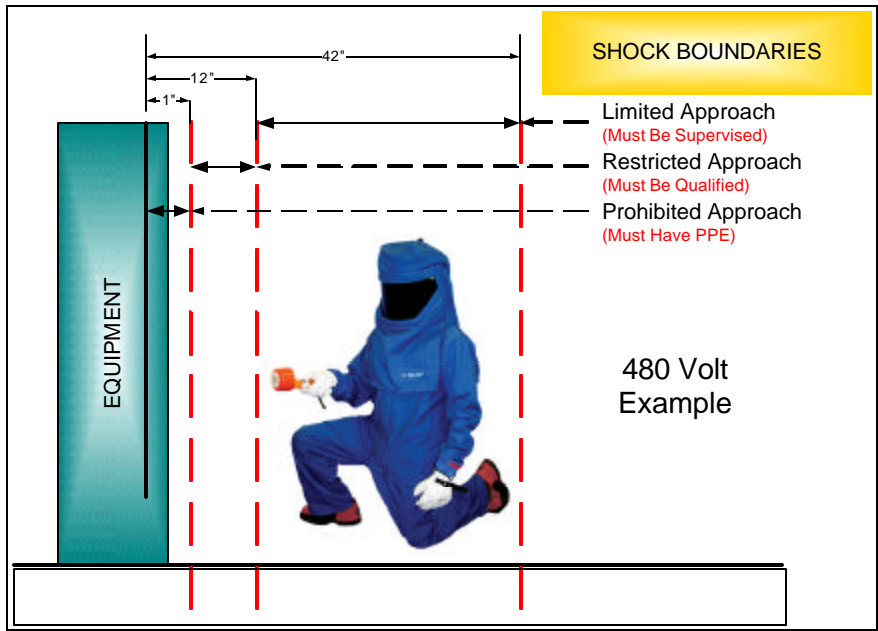 42"
SHOCK BOUNDARIES
12"
1"
Limited Approach
(Must Be Supervised)
Restricted Approach
(Must Be Qualified)
Prohibited Approach
(Must Have PPE)
EQUIPMENT
480 Volt
Example